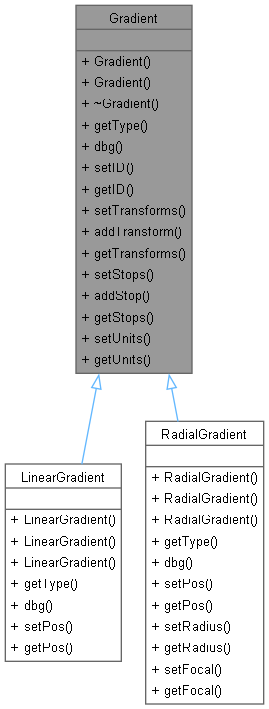 Gradient
+ Gradient()
+ Gradient()
+ ~Gradient()
+ getType()
+ dbg()
+ setID()
+ getID()
+ setTransforms()
+ addTransform()
+ getTransforms()
+ setStops()
+ addStop()
+ getStops()
+ setUnits()
+ getUnits()
LinearGradient
+ LinearGradient()
+ LinearGradient()
+ LinearGradient()
+ getType()
+ dbg()
+ setPos()
+ getPos()
RadialGradient
+ RadialGradient()
+ RadialGradient()
+ RadialGradient()
+ getType()
+ dbg()
+ setPos()
+ getPos()
+ setRadius()
+ getRadius()
+ setFocal()
+ getFocal()